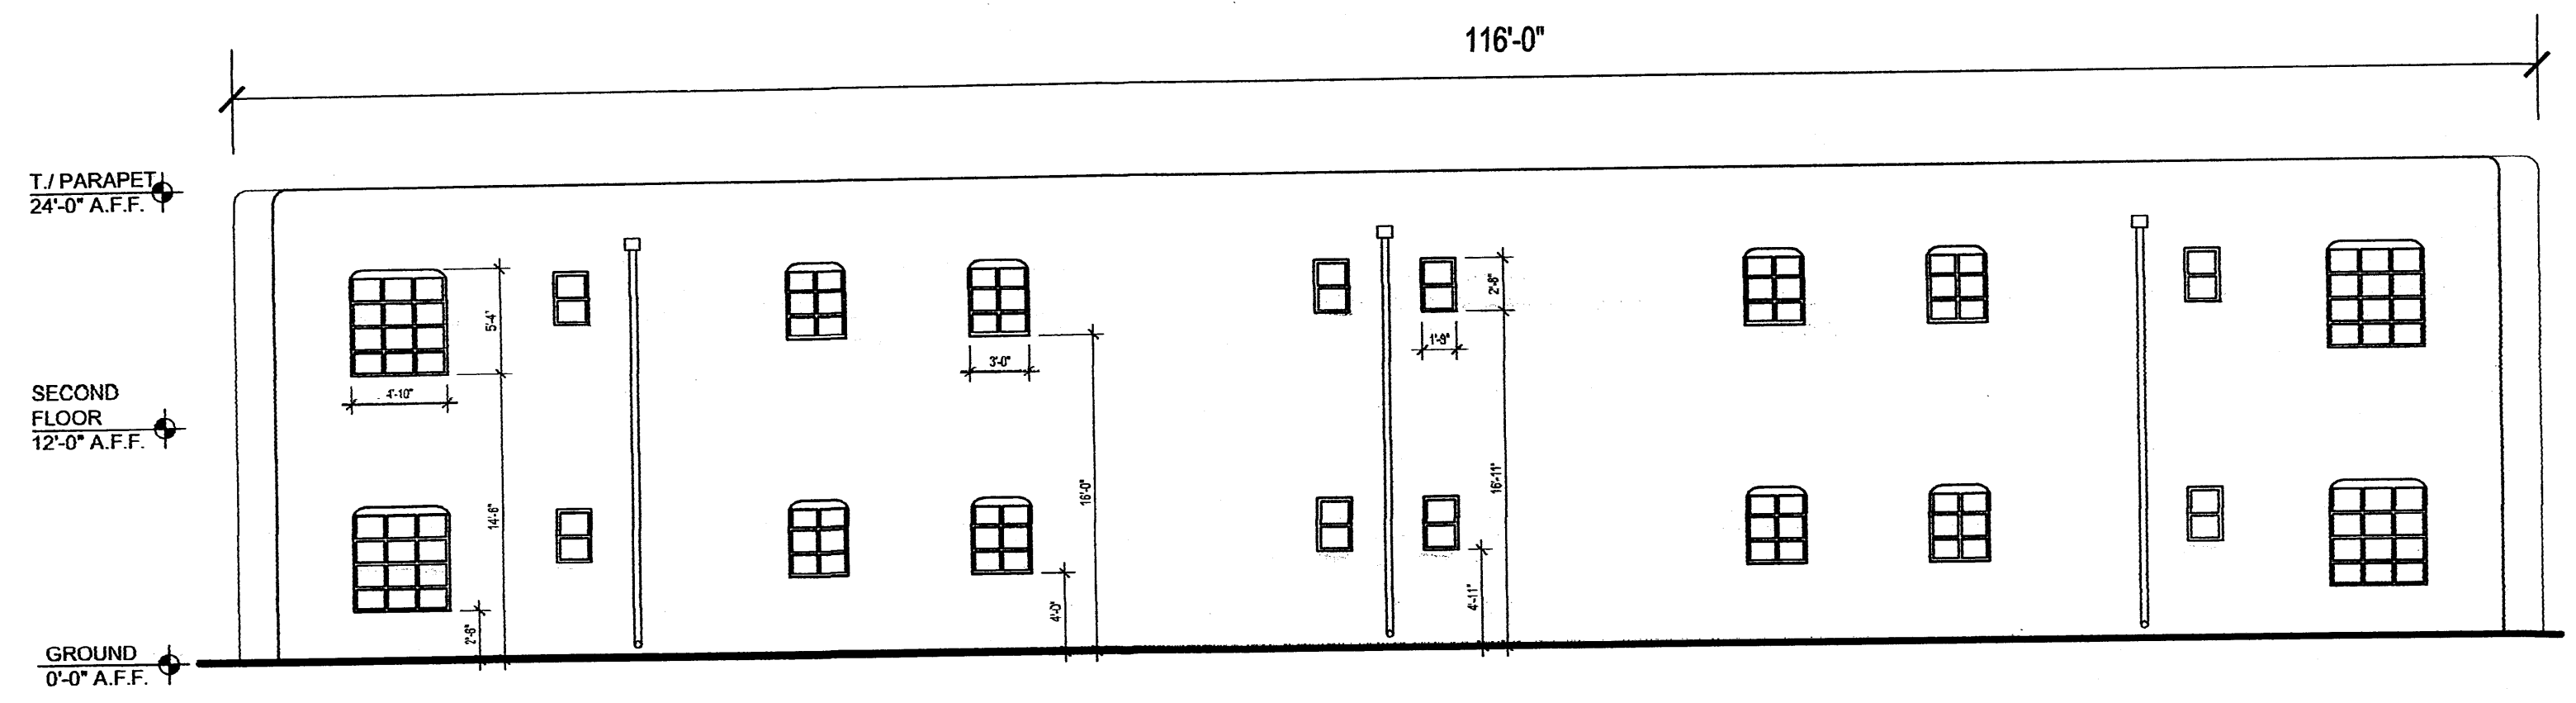 116'-0"
T./ PARAPET
24'-0" A.F.F.
5'-4"
2'-8"
1'-9"
3'-0"
4'-10"
SECOND
FLOOR
12'-0" A.F.F.
14'-6"
16'-0"
16'-11"
2'-6"
4'-0"
4'-11"
GROUND
0'-0" A.F.F.